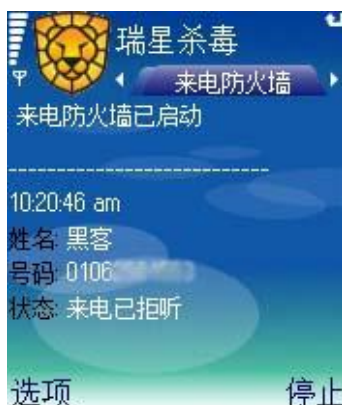 瑞星杀毒
来电防火墙
来电防火墙已启动
----------------------------
10:20:46 am
姓名: 黑客
号码: 0106
状态: 来电已拒听
选项 停止